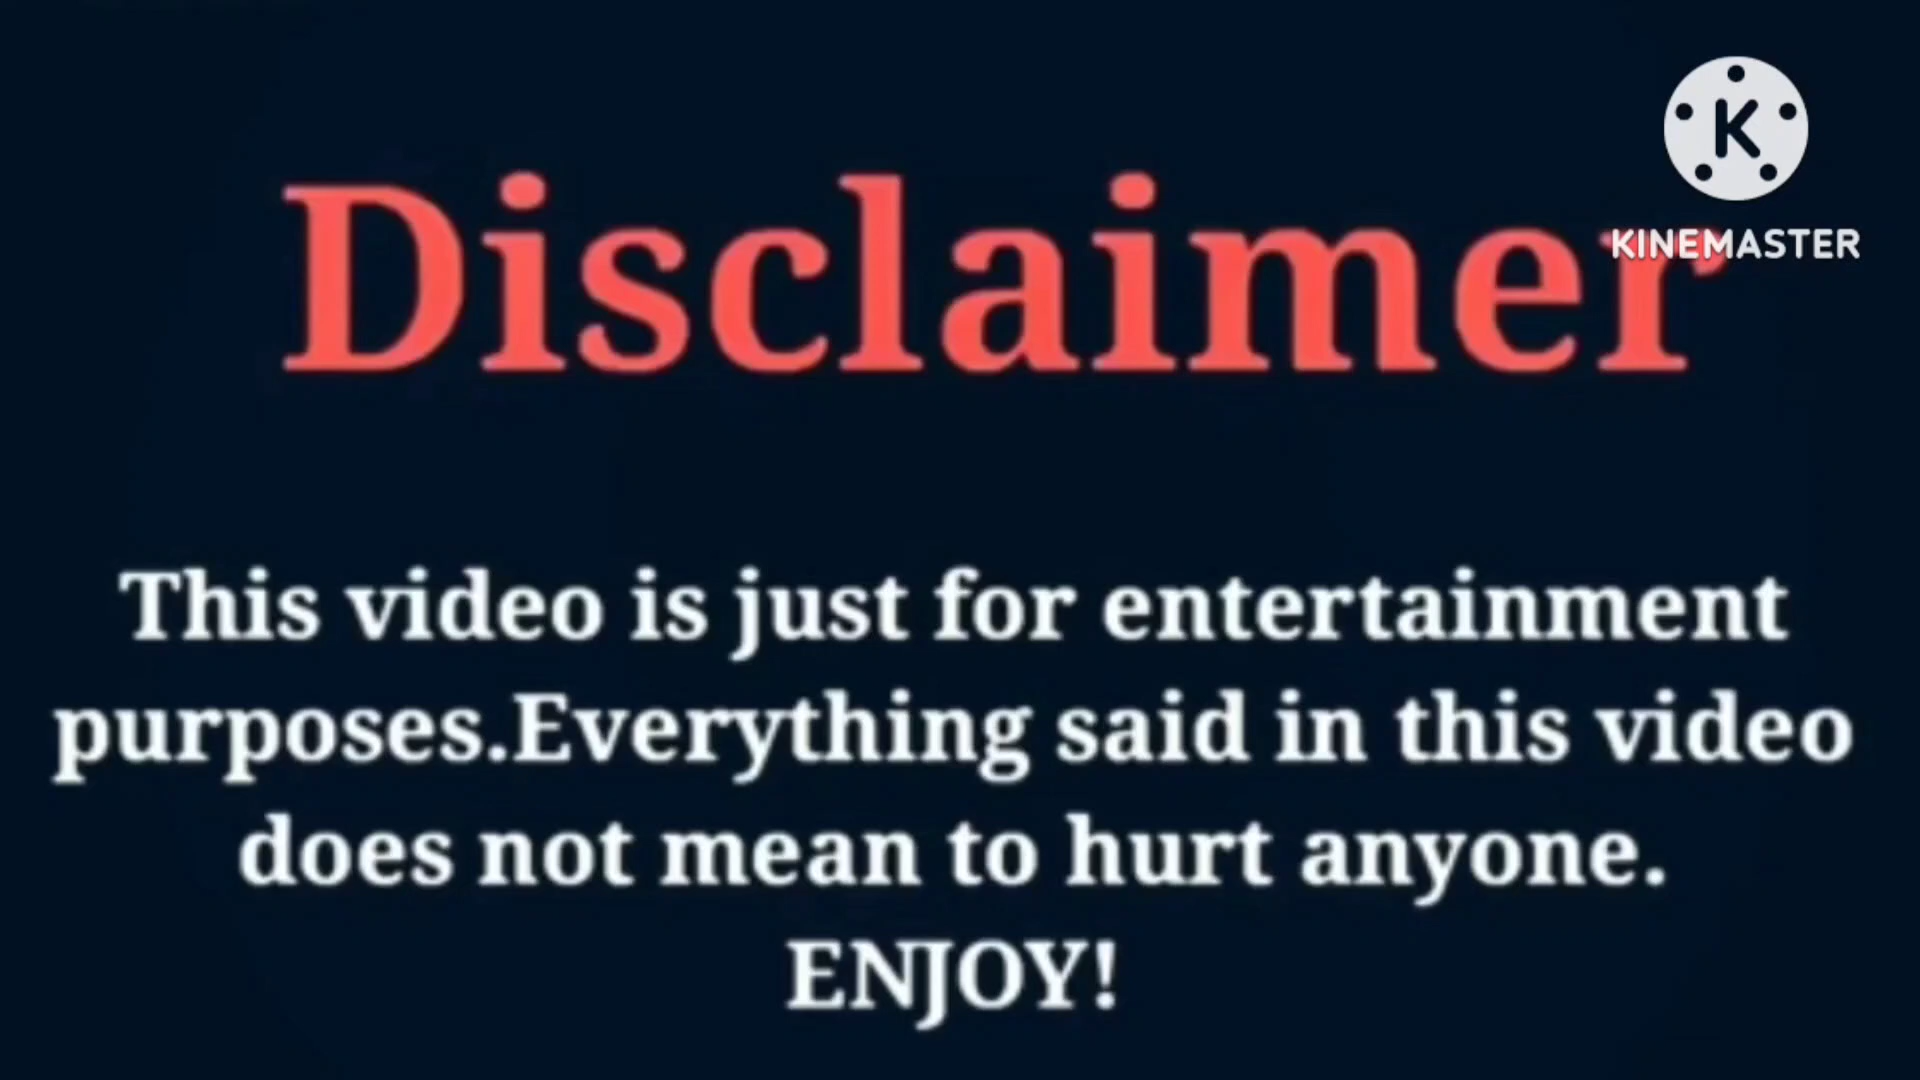 K
KINEMASTER
Disclaimer
This video is just for entertainment
purposes.Everything said in this video
does not mean to hurt anyone.
ENJOY!